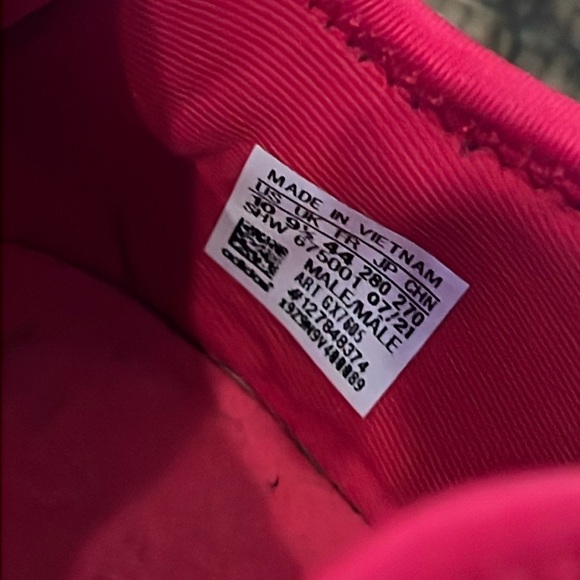 MADE IN VIETNAM
US UK FR JP CHN
10 9½ 44 280 270
SHW 675001 07/21
MALE/MALE
ART GX7605
#127848374